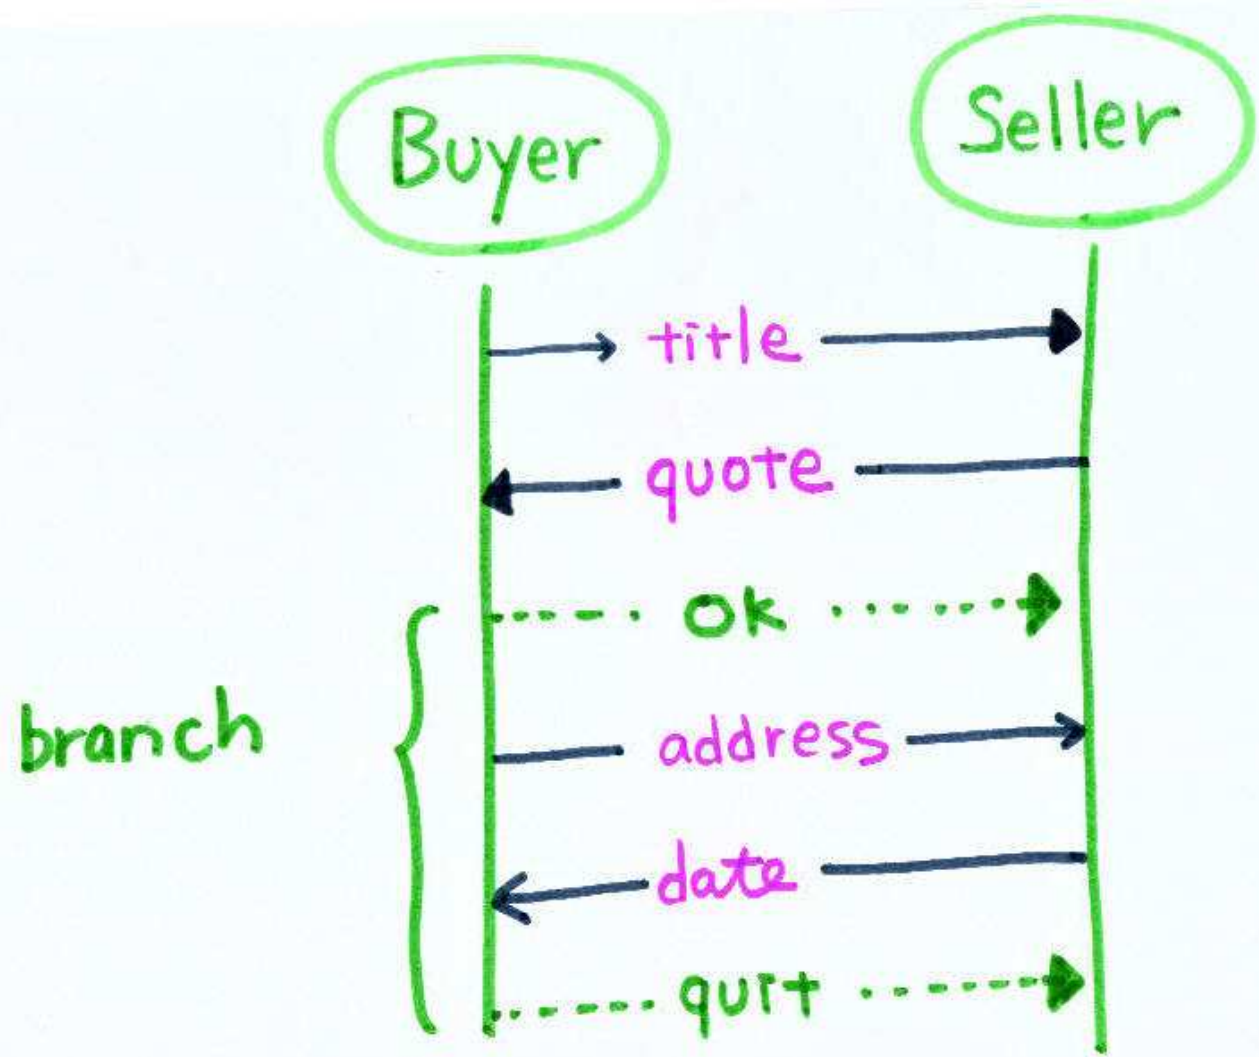 Buyer
Seller
title
quote
ok
address
branch
date
quit